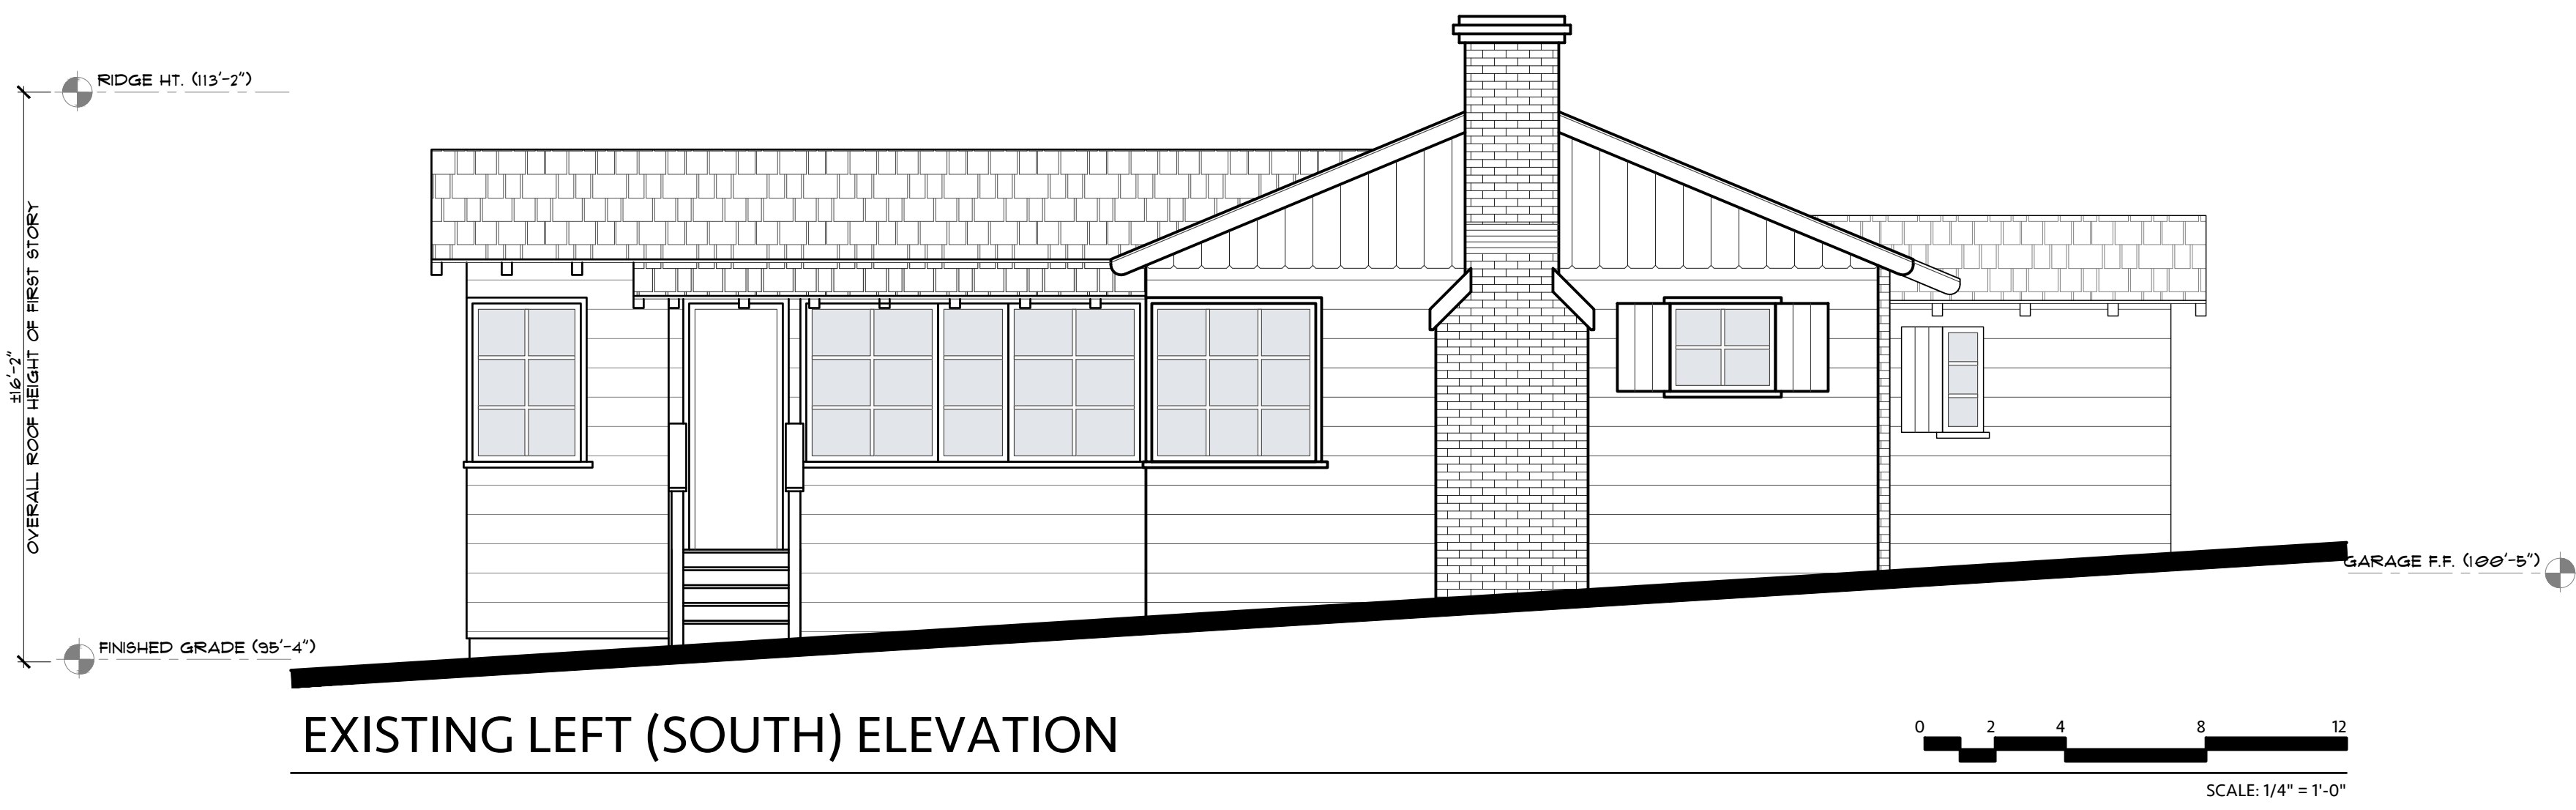 RIDGE HT. (113'-2")
±16'-2"
OVERALL ROOF HEIGHT OF FIRST STORY
GARAGE F.F. (100'-5")
FINISHED GRADE (95'-4")
EXISTING LEFT (SOUTH) ELEVATION
0 2 4 8 12
SCALE: 1/4" = 1'-0"